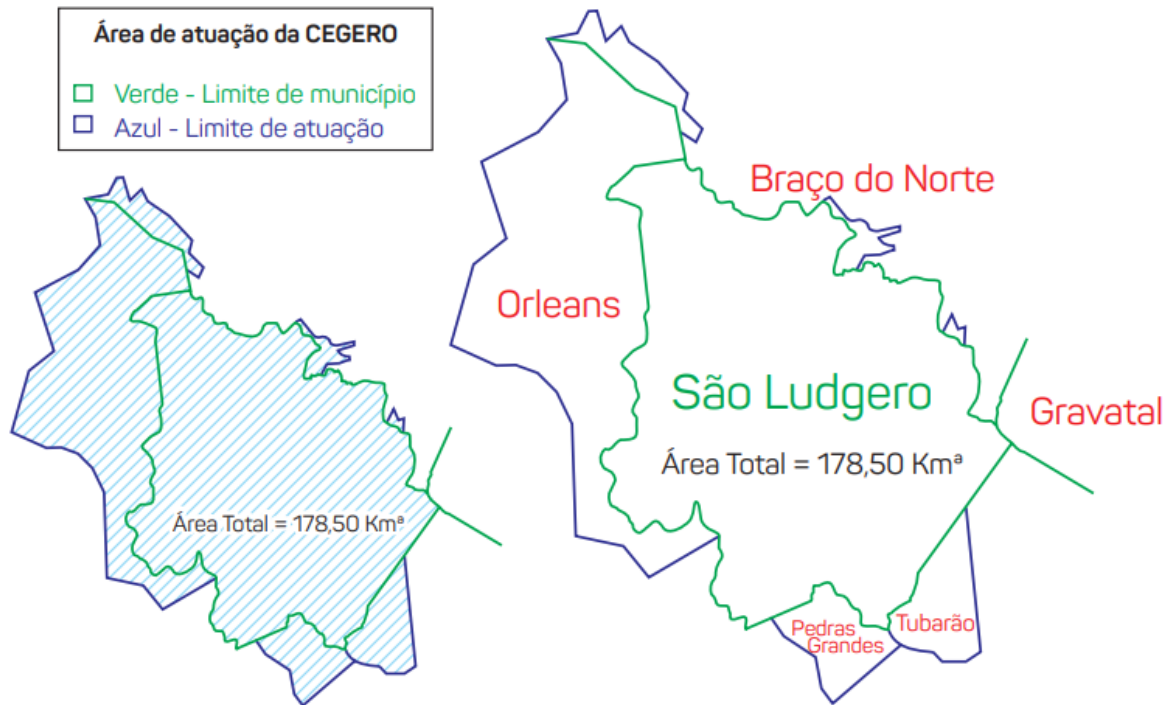 Área de atuação da CEGERO
Verde - Limite de município
Azul - Limite de atuação
Braço do Norte
Orleans
São Ludgero
Gravatal
Área Total = 178,50 Kmª
Área Total = 178,50 Kmª
Pedras
Grandes
Tubarão